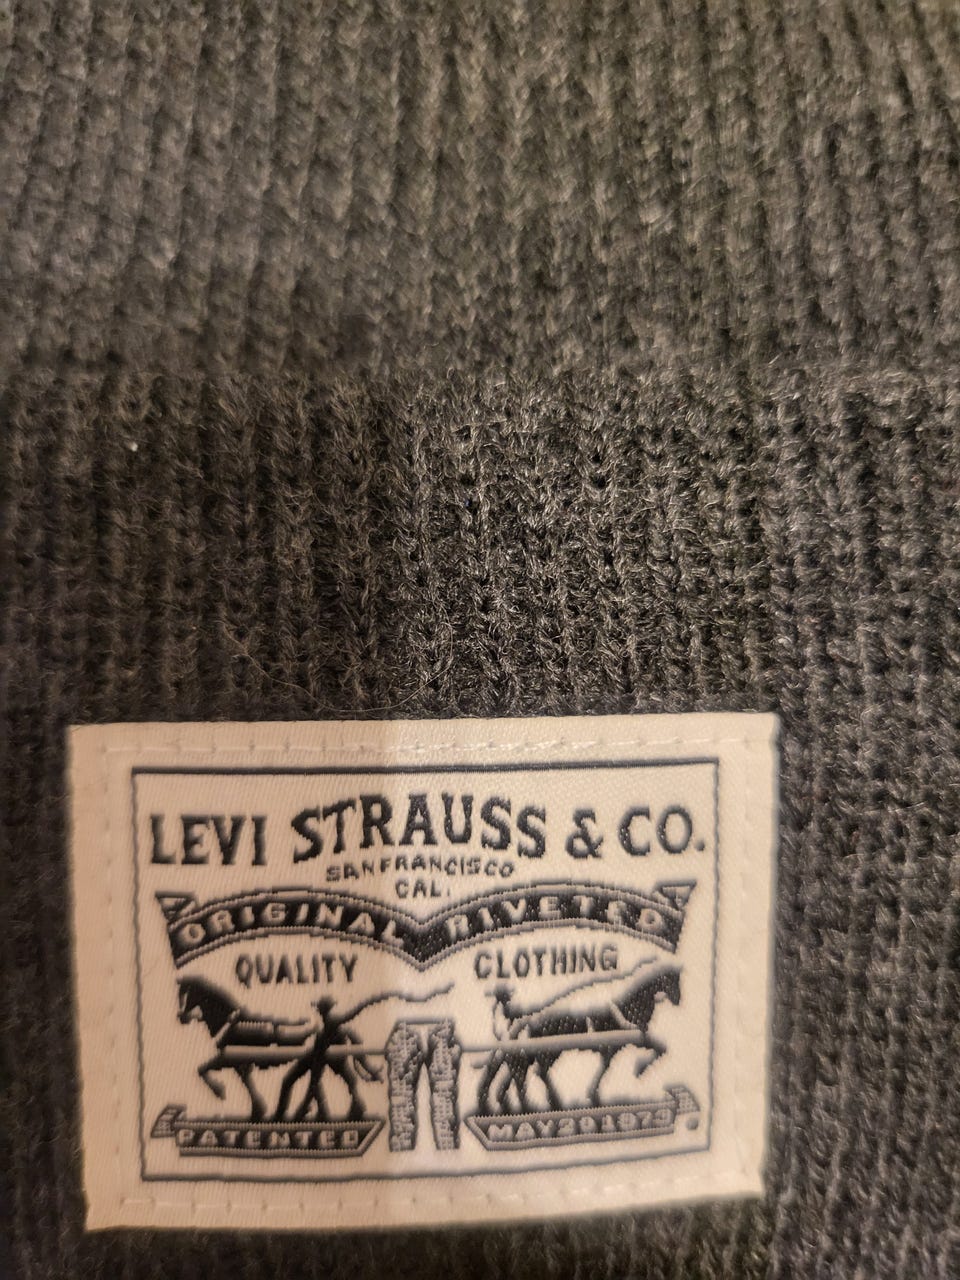 LEVI STRAUSS & CO.
SAN FRANCISCO
CAL.
ORIGINAL RIVETED
QUALITY CLOTHING
PATENTED MAY 20 1873